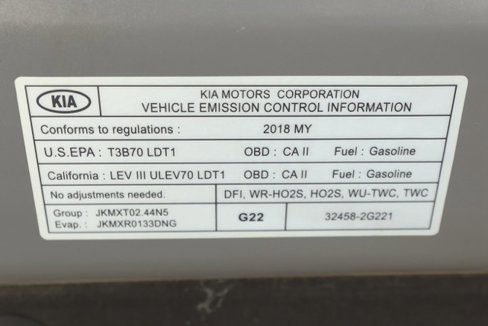 KIA
KIA MOTORS CORPORATION
VEHICLE EMISSION CONTROL INFORMATION
Conforms to regulations : 2018 MY
U.S.EPA : T3B70 LDT1 OBD : CA II Fuel : Gasoline
California : LEV III ULEV70 LDT1 OBD : CA II Fuel : Gasoline
No adjustments needed. DFI, WR-HO2S, HO2S, WU-TWC, TWC
Group : JKMXT02.44N5 G22 32458-2G221
Evap. : JKMXR0133DNG